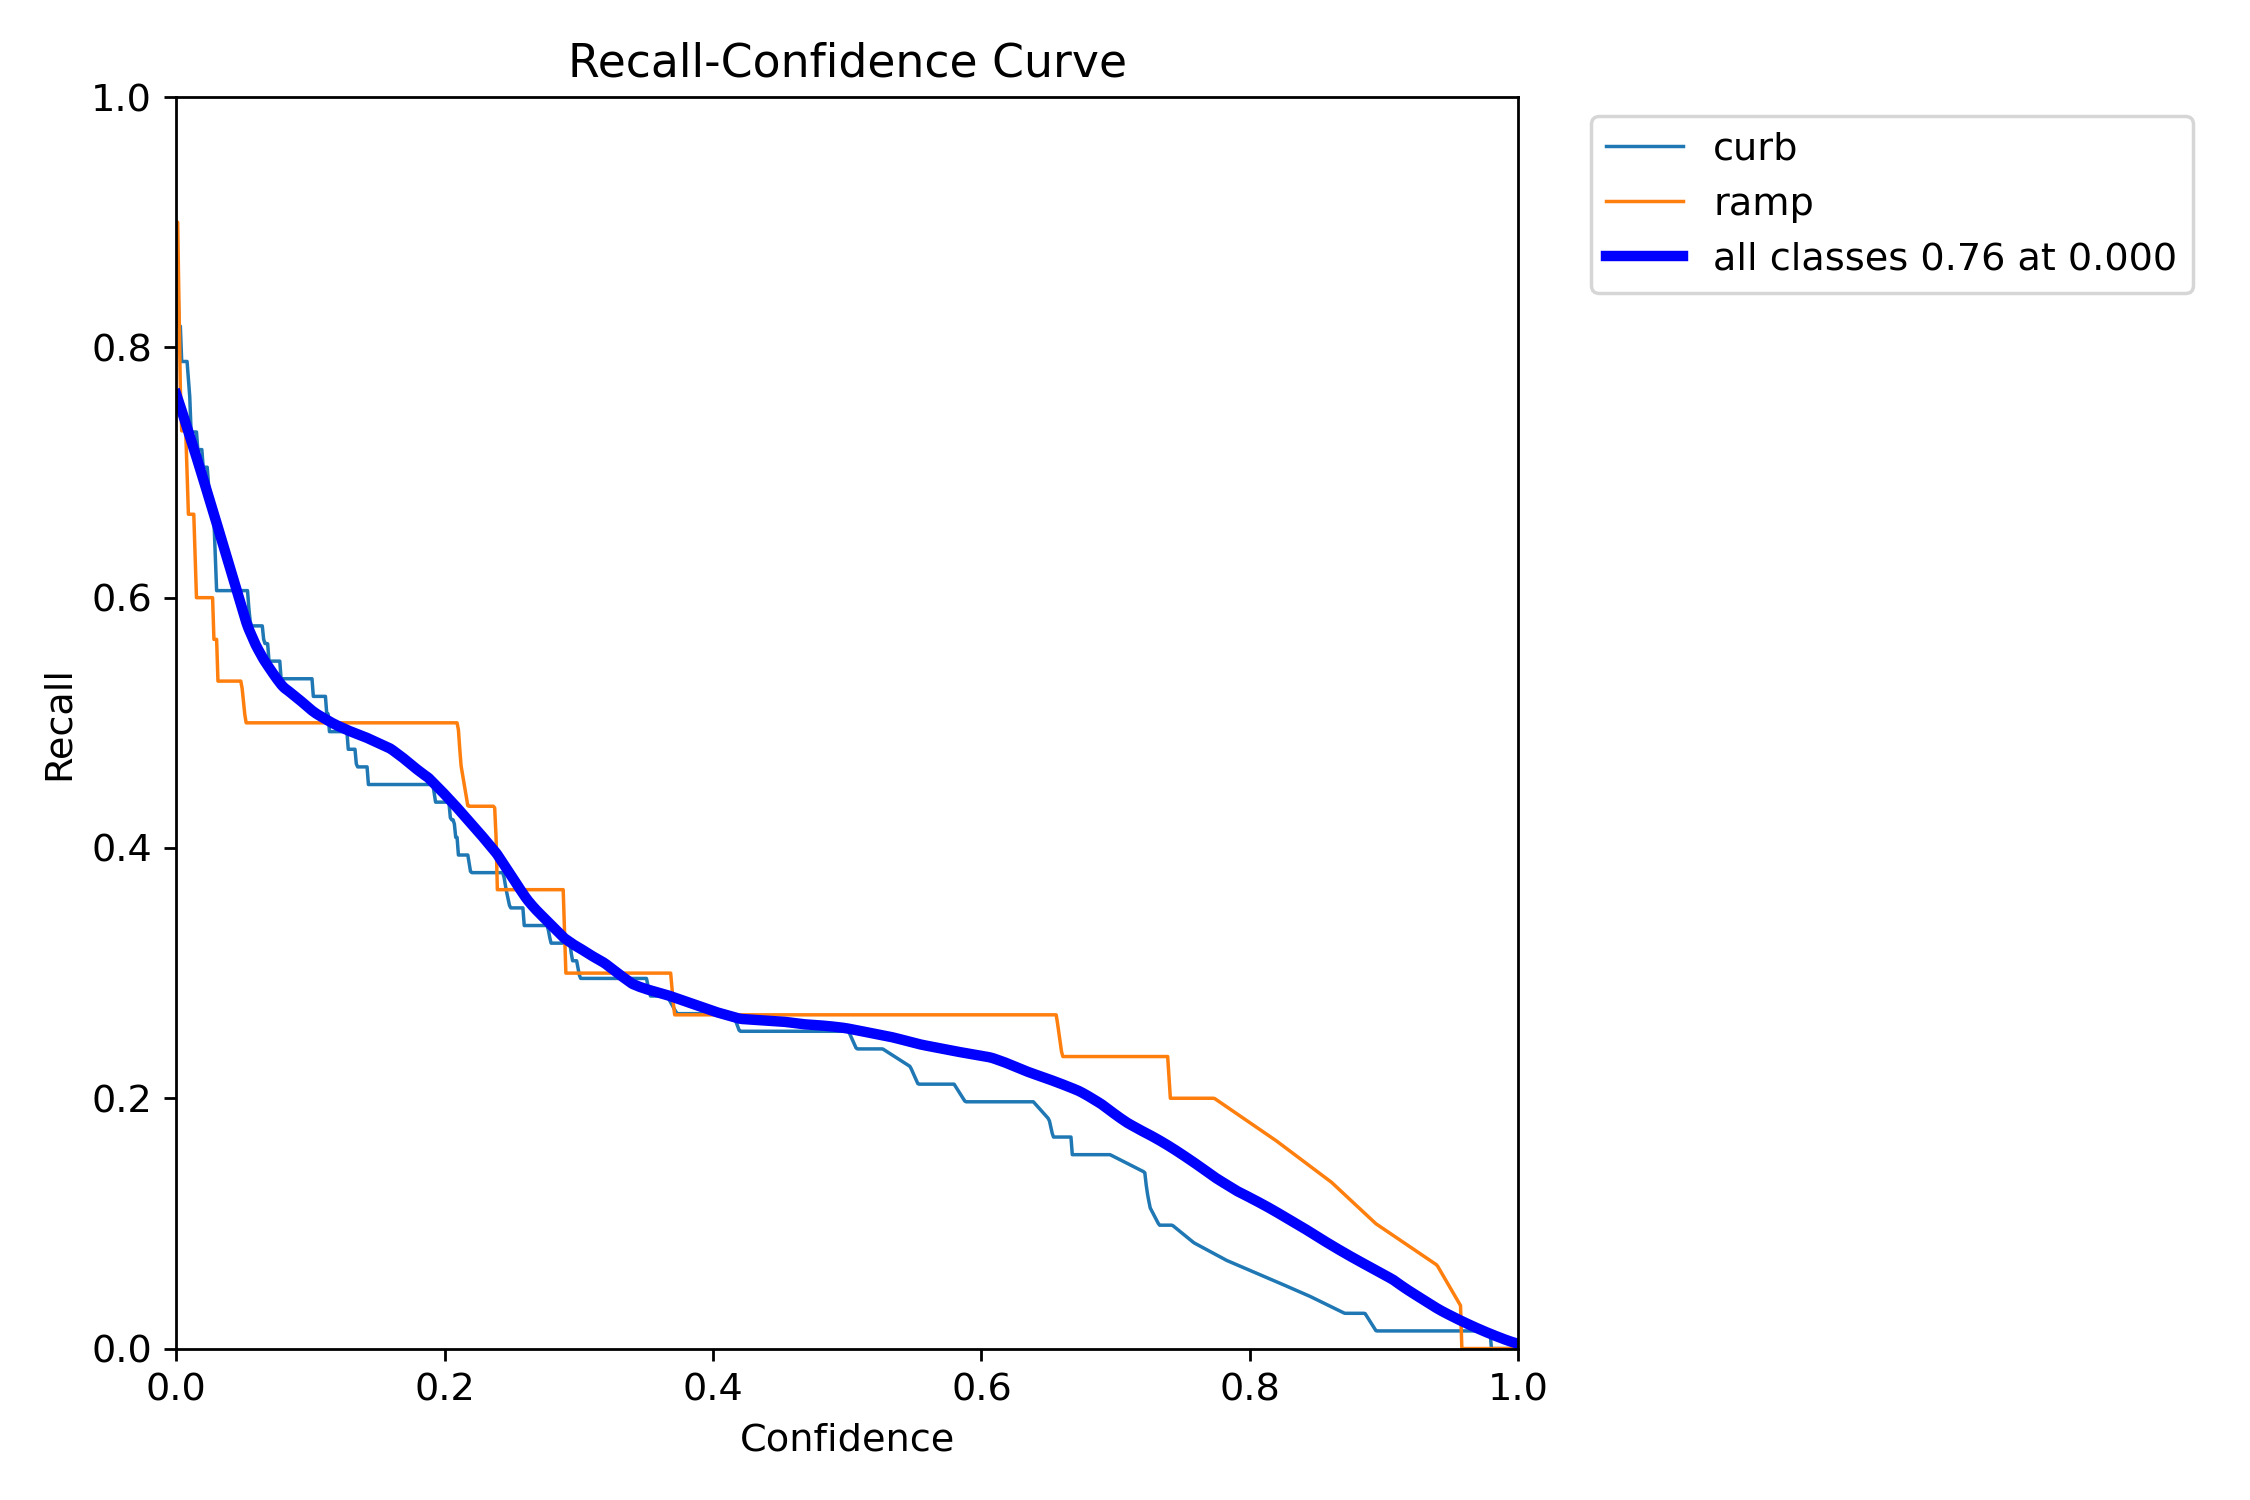 Recall-Confidence Curve
1.0
0.8
0.6
0.4
0.2
0.0
Recall
0.0 0.2 0.4 0.6 0.8 1.0
Confidence
curb
ramp
all classes 0.76 at 0.000